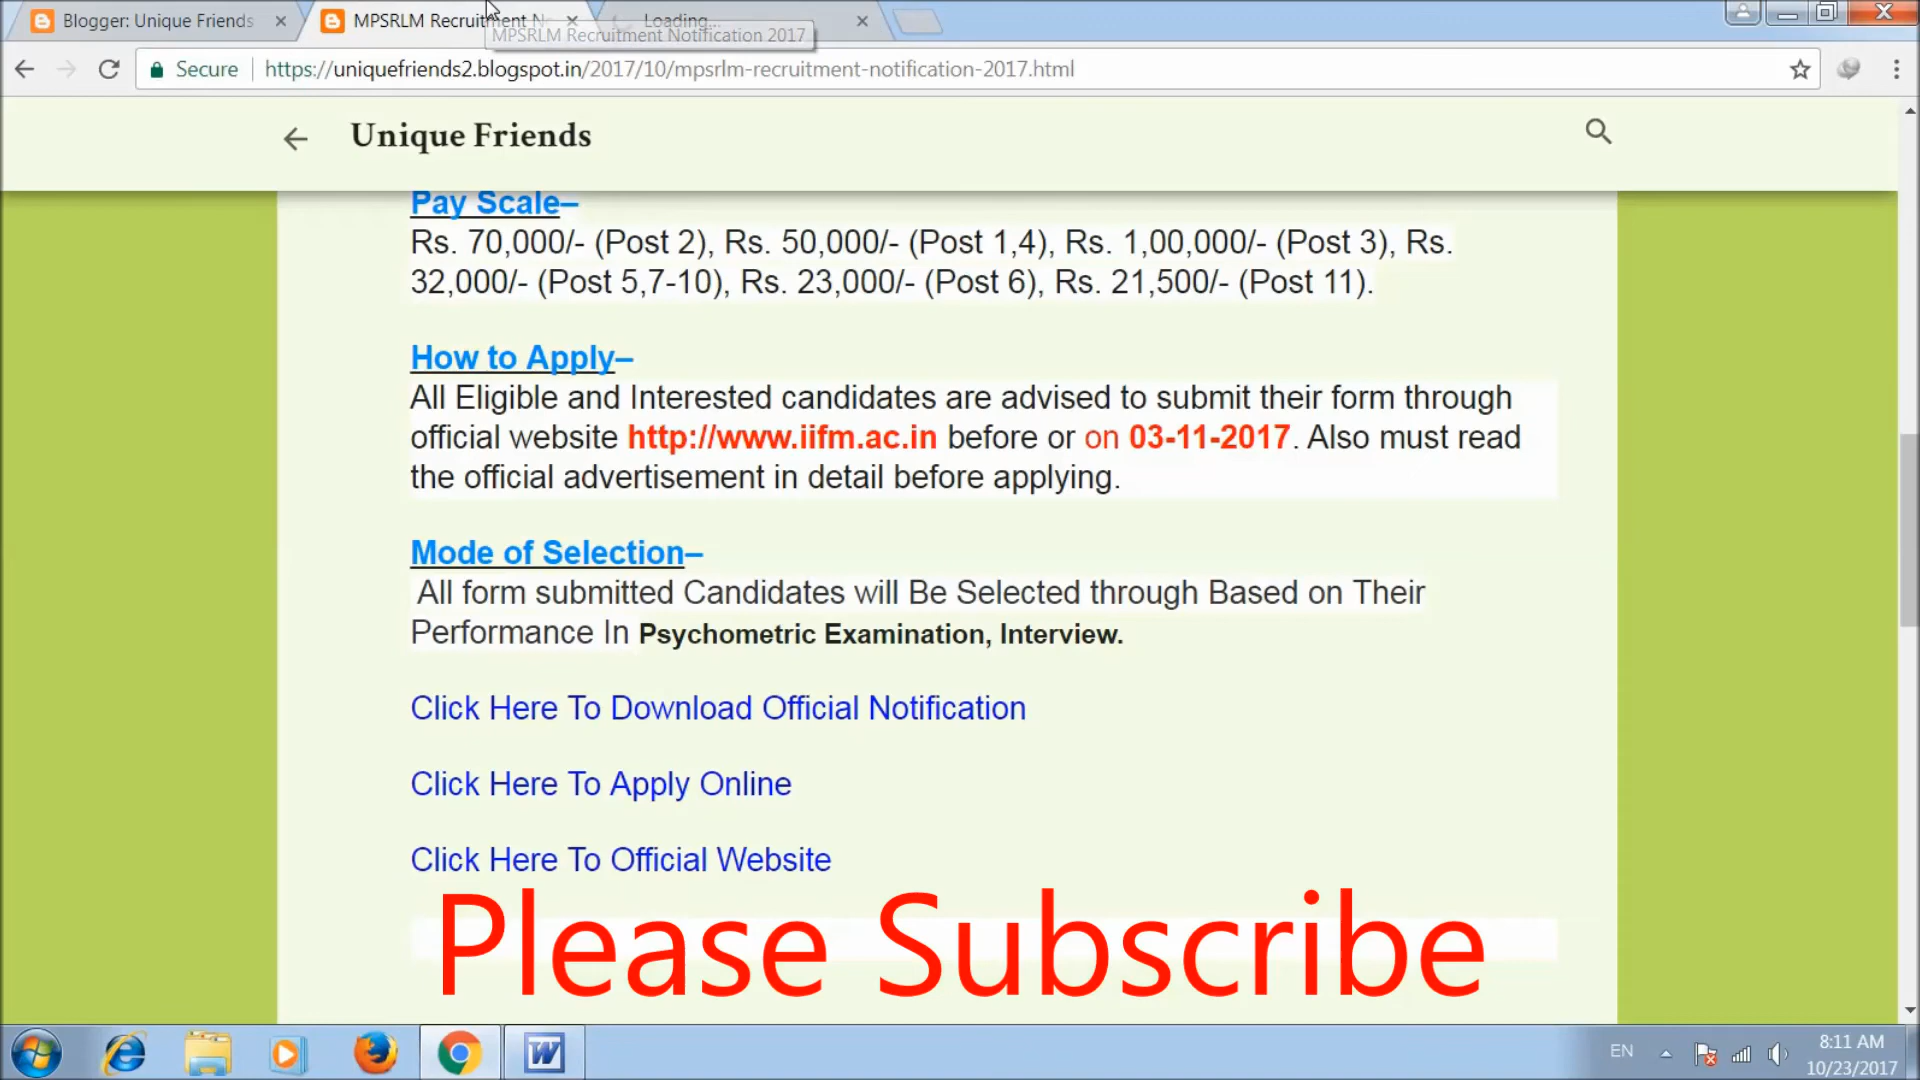 Blogger: Unique Friends
MPSRLM Recruitment N
Loading...
MPSRLM Recruitment Notification 2017
Secure
https://uniquefriends2.blogspot.in/2017/10/mpsrlm-recruitment-notification-2017.html
Unique Friends
Pay Scale–
Rs. 70,000/- (Post 2), Rs. 50,000/- (Post 1,4), Rs. 1,00,000/- (Post 3), Rs.
32,000/- (Post 5,7-10), Rs. 23,000/- (Post 6), Rs. 21,500/- (Post 11).
How to Apply–
All Eligible and Interested candidates are advised to submit their form through
official website http://www.iifm.ac.in before or on 03-11-2017. Also must read
the official advertisement in detail before applying.
Mode of Selection–
All form submitted Candidates will Be Selected through Based on Their
Performance In Psychometric Examination, Interview.
Click Here To Download Official Notification
Click Here To Apply Online
Click Here To Official Website
Please Subscribe
EN
8:11 AM
10/23/2017